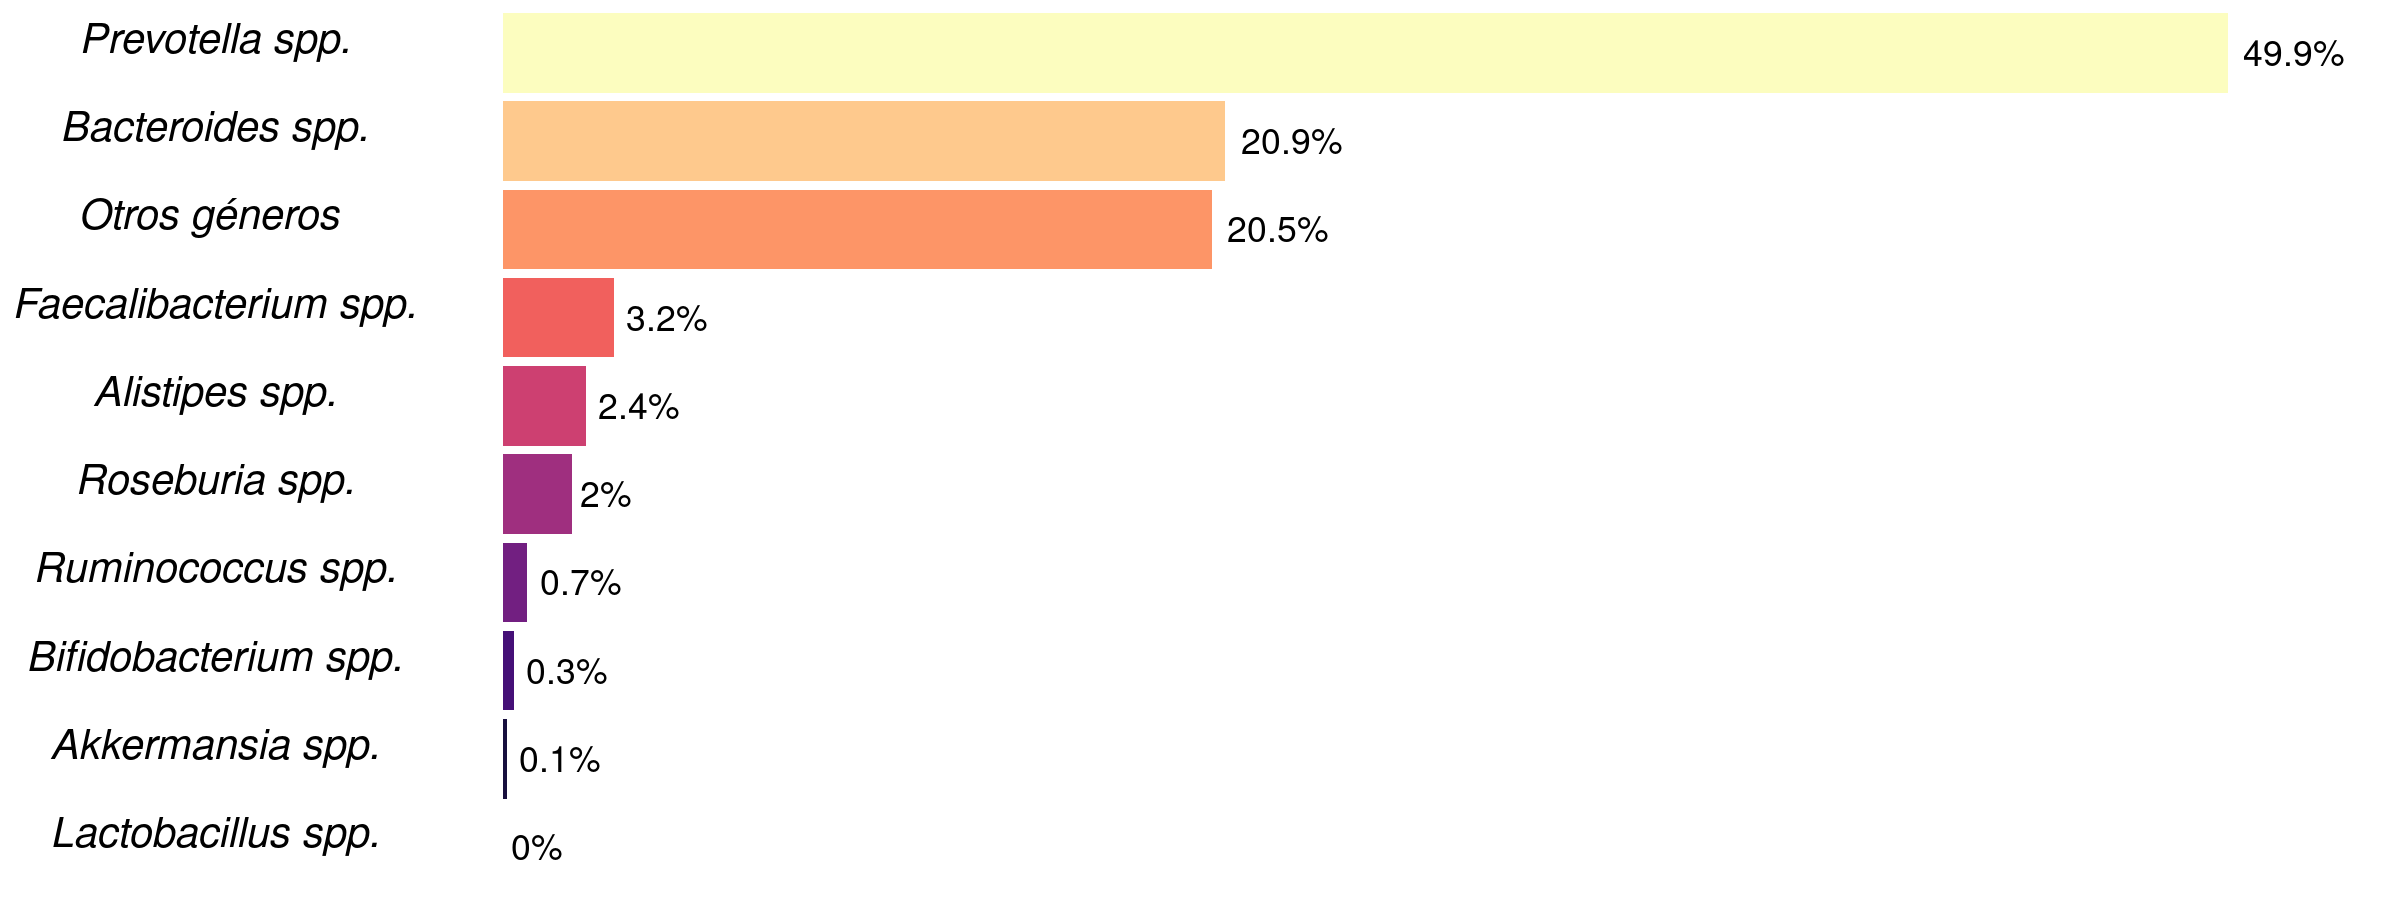 Prevotella spp. 49.9%
Bacteroides spp. 20.9%
Otros géneros 20.5%
Faecalibacterium spp. 3.2%
Alistipes spp. 2.4%
Roseburia spp. 2%
Ruminococcus spp. 0.7%
Bifidobacterium spp. 0.3%
Akkermansia spp. 0.1%
Lactobacillus spp. 0%